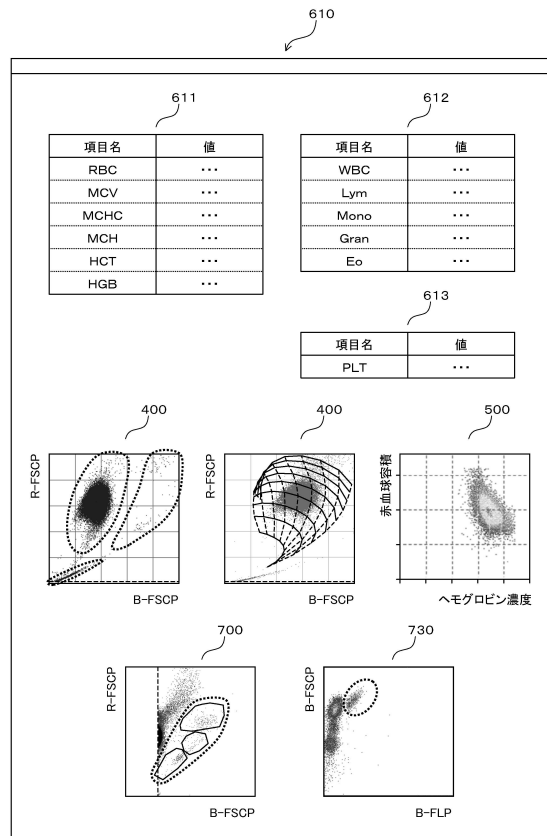 610
611
612
項目名 値
RBC ･･･
MCV ･･･
MCHC ･･･
MCH ･･･
HCT ･･･
HGB ･･･
項目名 値
WBC ･･･
Lym ･･･
Mono ･･･
Gran ･･･
Eo ･･･
613
項目名 値
PLT ･･･
400
400
500
R-FSCP
B-FSCP
R-FSCP
B-FSCP
赤血球容積
ヘモグロビン濃度
700
730
R-FSCP
B-FSCP
B-FSCP
B-FLP